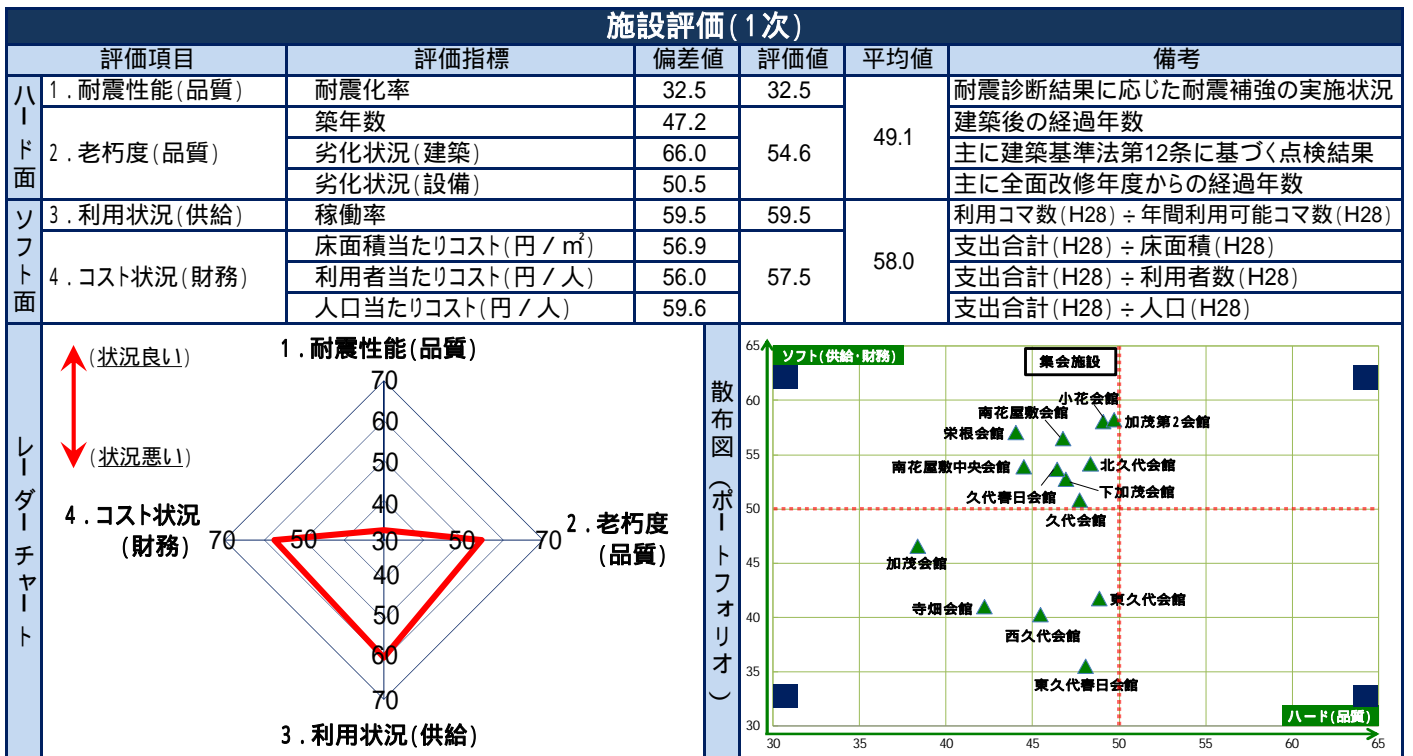 施設評価(1次)
評価項目 評価指標 偏差値 評価値 平均値 備考
ハード面
1.耐震性能(品質) 耐震化率 32.5 32.5 49.1 耐震診断結果に応じた耐震補強の実施状況
2.老朽度(品質) 築年数 47.2 54.6 建築後の経過年数
劣化状況(建築) 66.0 主に建築基準法第12条に基づく点検結果
劣化状況(設備) 50.5 主に全面改修年度からの経過年数
ソフト面
3.利用状況(供給) 稼働率 59.5 59.5 58.0 利用コマ数(H28)÷年間利用可能コマ数(H28)
4.コスト状況(財務) 床面積当たりコスト(円/㎡) 56.9 57.5 支出合計(H28)÷床面積(H28)
利用者当たりコスト(円/人) 56.0 支出合計(H28)÷利用者数(H28)
人口当たりコスト(円/人) 59.6 支出合計(H28)÷人口(H28)
レーダーチャート
(状況良い)
(状況悪い)
1.耐震性能(品質)
70
60
50
40
4.コスト状況
(財務)
70 50 30 50 70
2.老朽度
(品質)
40
50
60
70
3.利用状況(供給)
散布図(ポートフォリオ)
ソフト(供給・財務)
集会施設
小花会館
南花屋敷会館
加茂第2会館
栄根会館
南花屋敷中央会館
北久代会館
久代春日会館
下加茂会館
久代会館
加茂会館
寺畑会館
東久代会館
西久代会館
東久代春日会館
ハード(品質)
65
60
55
50
45
40
35
30
30 35 40 45 50 55 60 65